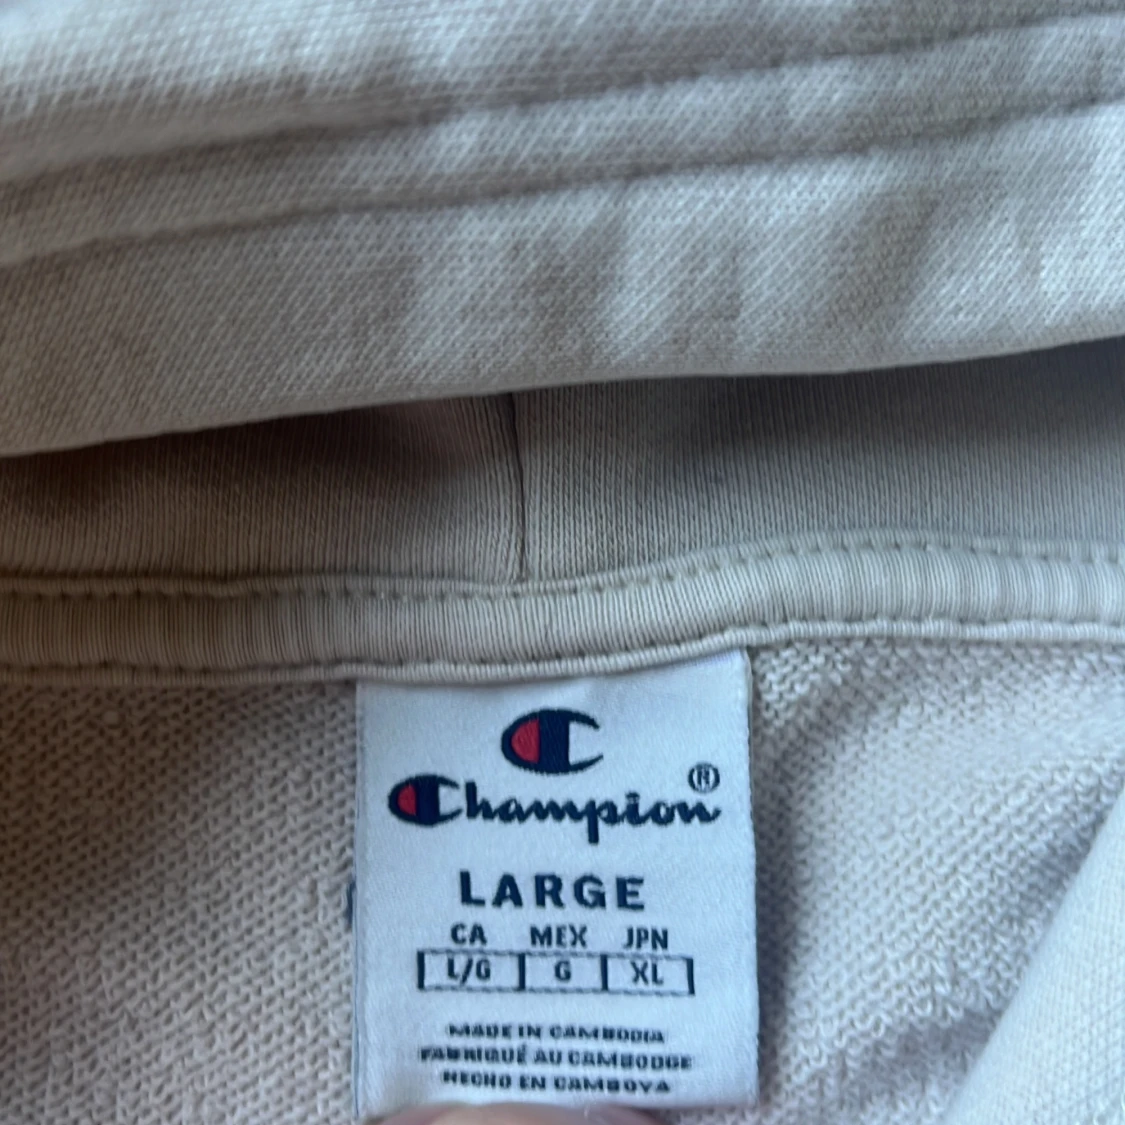 Champion®
LARGE
CA MEX JPN
L/G G XL
MADE IN CAMBODIA
FABRIQUÉ AU CAMBODGE
HECHO EN CAMBOYA